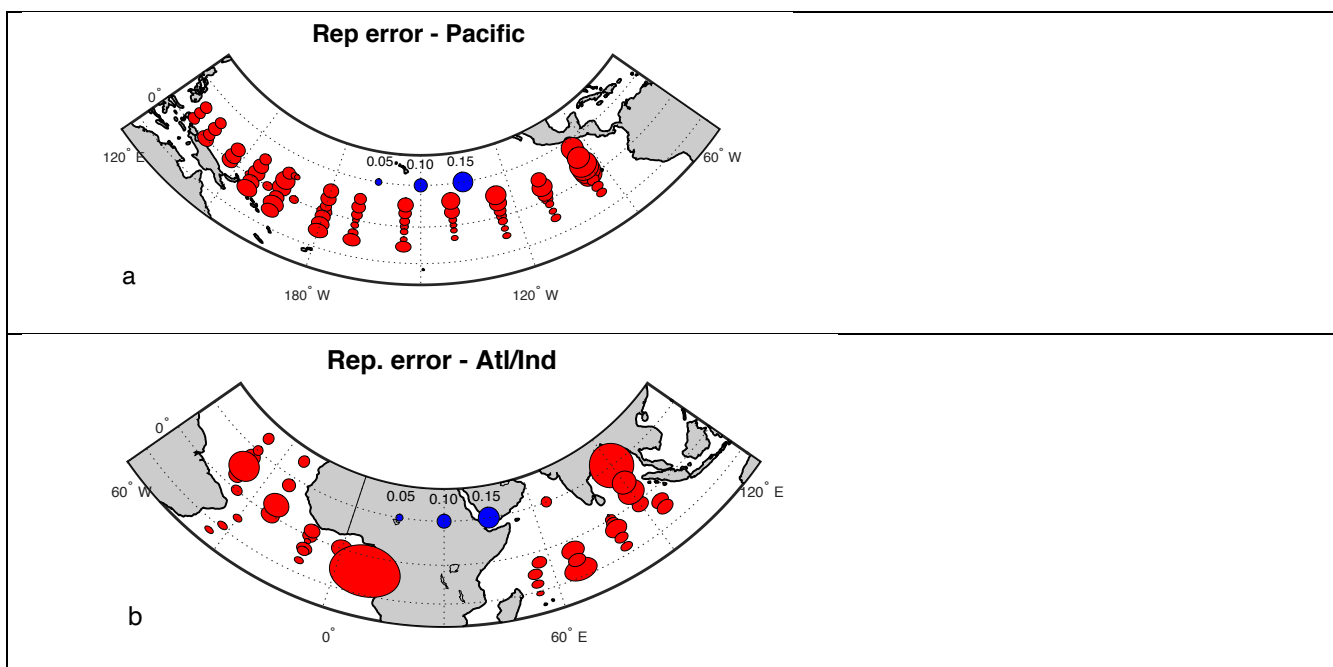 Rep error - Pacific
0°
120° E
0.05 0.10 0.15
60° W
a
180° W
120° W
Rep. error - Atl/Ind
0°
60° W
0.05 0.10 0.15
120° E
b
0°
60° E